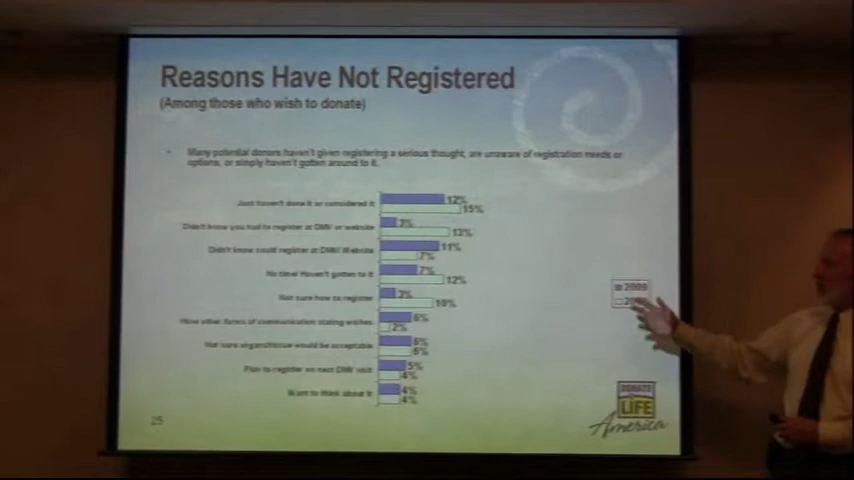 Reasons Have Not Registered
(Among those who wish to donate)
• Many potential donors haven't given registering a serious thought, are unaware of registration needs or
options, or simply haven't gotten around to it.
Just haven't done it or considered it 12%
15%
Didn't know you had to register at DMV or website 3%
13%
Didn't know could register at DMV/ Website 11%
7%
No time/ Haven't gotten to it 7%
12%
Not sure how to register 3%
10%
Have other forms of communication stating wishes 6%
2%
Not sure organs/tissue would be acceptable 6%
6%
Plan to register on next DMV visit 5%
4%
Want to think about it 4%
4%
2009
25
DONATE
LIFE
America